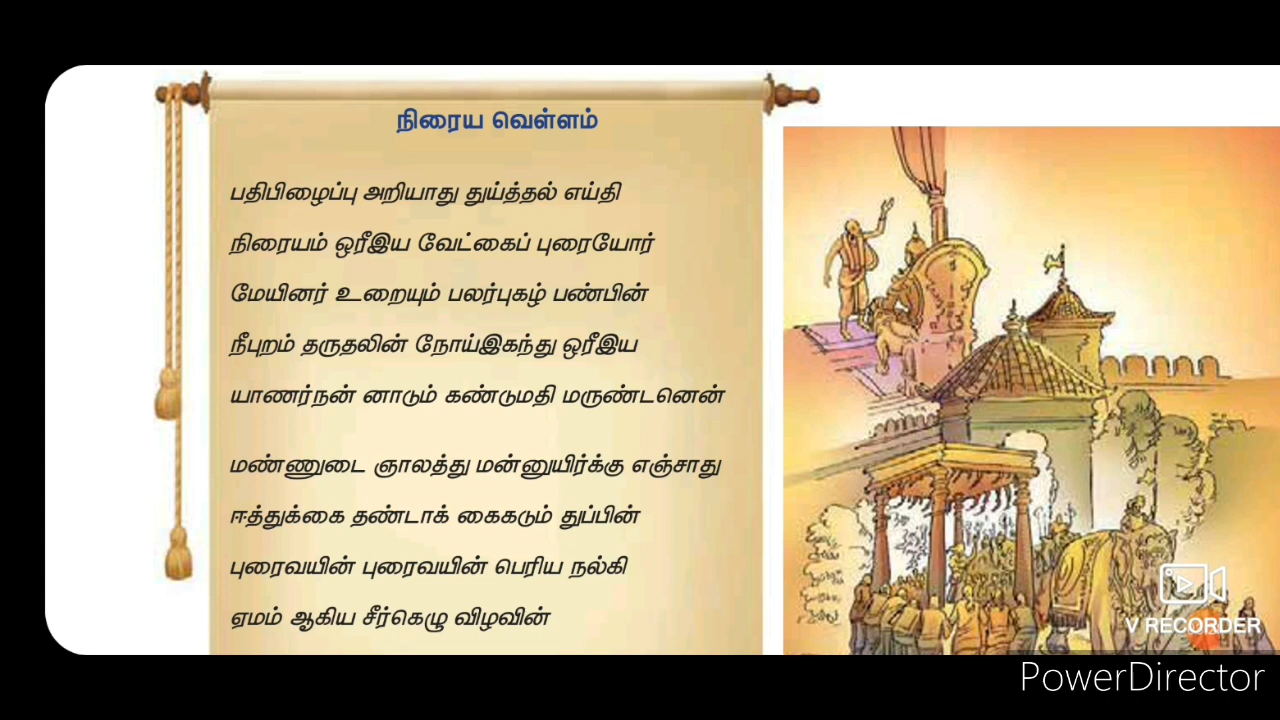 நிரைய வெள்ளம்
பதிபிழைப்பு அறியாது துய்த்தல் எய்தி
நிரையம் ஒரீஇய வேட்கைப் புரையோர்
மேயினர் உறையும் பலர்புகழ் பண்பின்
நீபுறம் தருதலின் நோய்இகந்து ஒரீஇய
யாணர்நன் னாடும் கண்டுமதி மருண்டனென்
மண்ணுடை ஞாலத்து மன்னுயிர்க்கு எஞ்சாது
ஈத்துக்கை தண்டாக் கைகடும் துப்பின்
புரைவயின் புரைவயின் பெரிய நல்கி
ஏமம் ஆகிய சீர்கெழு விழவின்
V RECORDER
PowerDirector